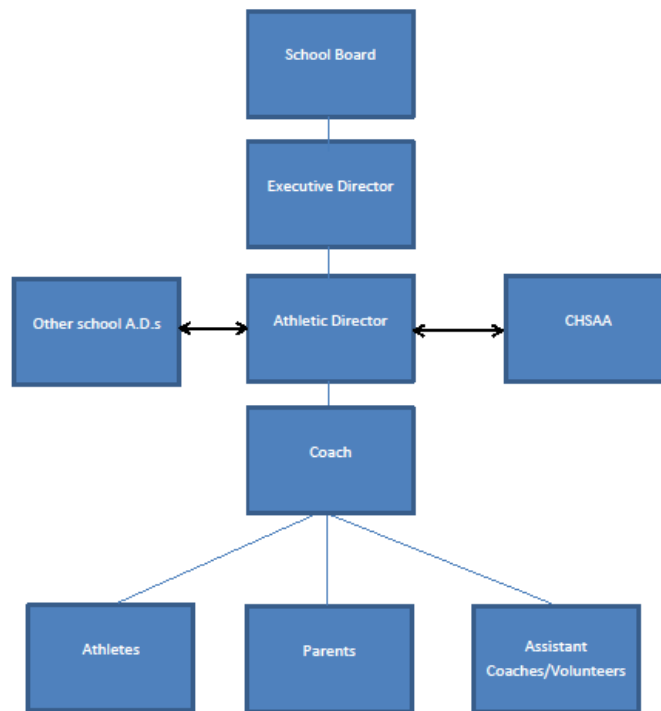 School Board
Executive Director
Other school A.D.s
Athletic Director
CHSAA
Coach
Athletes
Parents
Assistant
Coaches/Volunteers